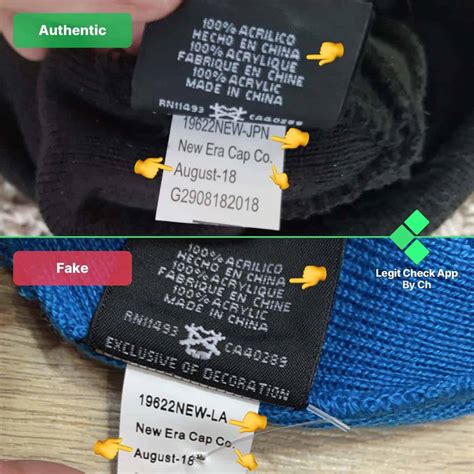 Authentic
100% ACRILICO
HECHO EN CHINA
100% ACRYLIQUE
FABRIQUE EN CHINE
100% ACRYLIC
MADE IN CHINA
RN11493 CA40289
19622NEW-JPN
New Era Cap Co.
August-18
G2908182018
Legit Check App
By Ch
Fake
100% ACRILICO
HECHO EN CHINA
100% ACRYLIQUE
FABRIQUE EN CHINE
100% ACRYLIC
MADE IN CHINA
RN11493 CA40289
EXCLUSIVE OF DECORATION
19622NEW-LA
New Era Cap Co.
August-18